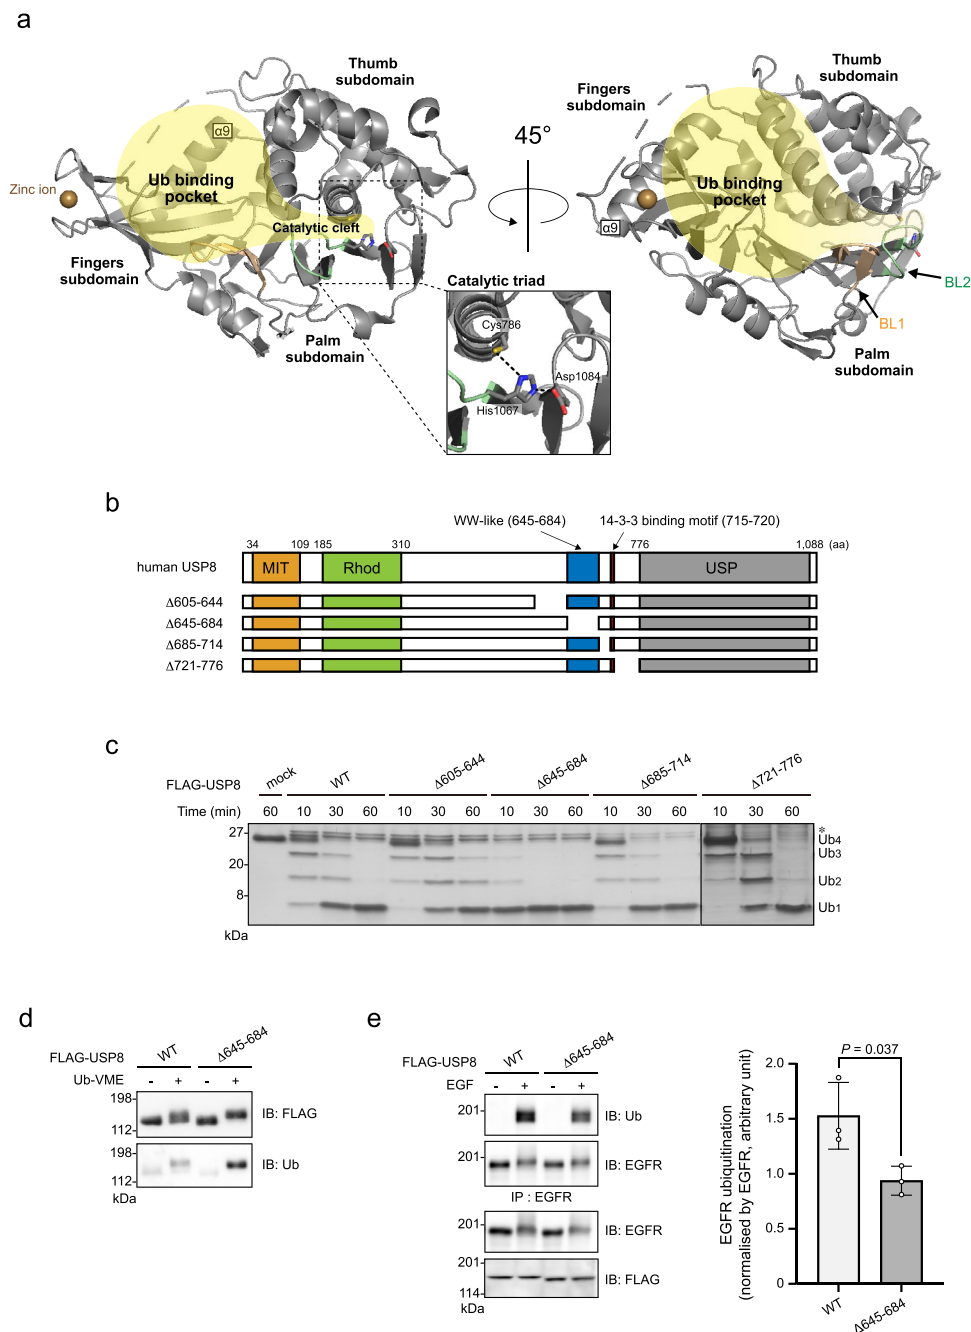 a
Thumb
subdomain
α9
Zinc ion
Ub binding
pocket
Catalytic cleft
Fingers
subdomain
Palm
subdomain
45°
Thumb
subdomain
Fingers
subdomain
Ub binding
pocket
α9
BL2
BL1
Palm
subdomain
Catalytic triad
Cys786
Asp1084
His1067
b
WW-like (645-684)
14-3-3 binding motif (715-720)
34 109 185 310 776 1,088 (aa)
human USP8 MIT Rhod USP
Δ605-644
Δ645-684
Δ685-714
Δ721-776
c
FLAG-USP8 mock WT Δ605-644 Δ645-684 Δ685-714 Δ721-776
Time (min) 60 10 30 60 10 30 60 10 30 60 10 30 60 10 30 60
27
20
8
kDa
*
Ub4
Ub3
Ub2
Ub1
d
FLAG-USP8 WT Δ645-684
Ub-VME - + - +
198
112
IB: FLAG
198
112
IB: Ub
kDa
e
FLAG-USP8 WT Δ645-684
EGF - + - +
201
IB: Ub
201
IB: EGFR
IP : EGFR
201
IB: EGFR
201
IB: FLAG
114
kDa
P = 0.037
EGFR ubiquitination
(normalised by EGFR, arbitrary unit)
2.0
1.5
1.0
0.5
0
WT
Δ645-684